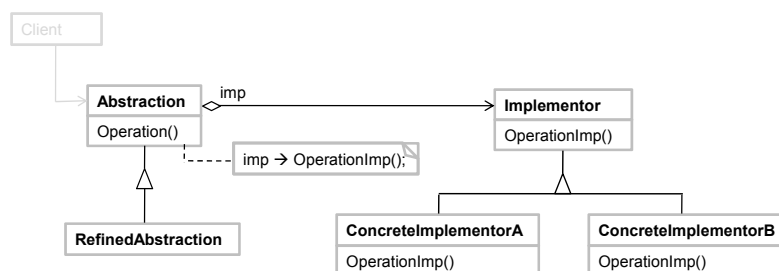 Client
imp
Abstraction
Implementor
Operation()
OperationImp()
imp → OperationImp();
RefinedAbstraction
ConcreteImplementorA
ConcreteImplementorB
OperationImp()
OperationImp()